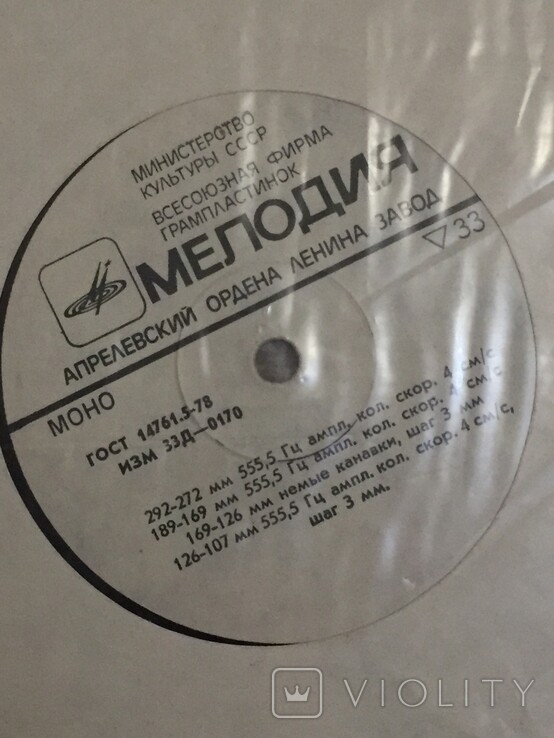 МИНИСТЕРСТВО
КУЛЬТУРЫ СССР
ВСЕСОЮЗНАЯ ФИРМА
ГРАМПЛАСТИНОК
МЕЛОДИЯ
АПРЕЛЕВСКИЙ ОРДЕНА ЛЕНИНА ЗАВОД
▽33
МОНО
ГОСТ 14761.5-78
ИЗМ 33Д—0170
292-272 мм 555,5 Гц ампл. кол. скор. 4 см/с
189-169 мм 555,5 Гц ампл. кол. скор. 4 см/с
169-126 мм немые канавки, шаг 3 мм
126-107 мм 555,5 Гц ампл. кол. скор. 4 см/с,
шаг 3 мм.
VIOLITY